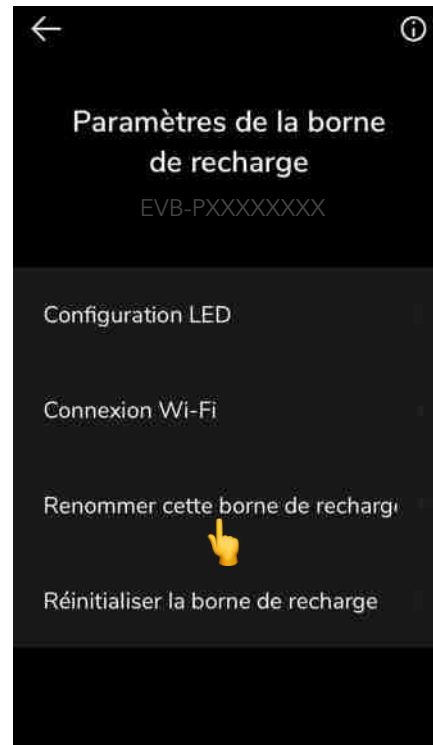 Paramètres de la borne
de recharge
EVB-PXXXXXXXX
Configuration LED
Connexion Wi-Fi
Renommer cette borne de recharg
Réinitialiser la borne de recharge